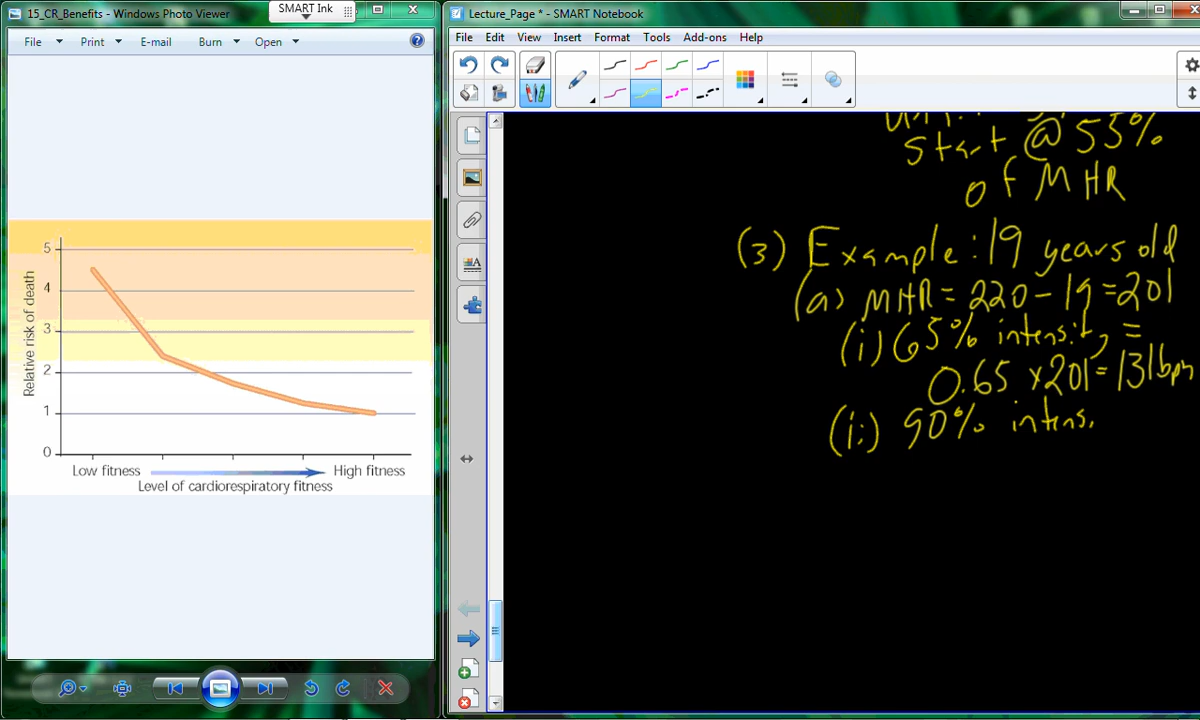 15_CR_Benefits - Windows Photo Viewer
SMART Ink
File Print E-mail Burn Open
5
4
3
2
1
0
Relative risk of death
Low fitness High fitness
Level of cardiorespiratory fitness
Lecture_Page * - SMART Notebook
File Edit View Insert Format Tools Add-ons Help
Start @ 55%
of MHR
(3) Example: 19 years old
(a) MHR = 220 - 19 = 201
(i) 65% intensity =
0.65 x 201 = 131 bpm
(ii) 90% intens.